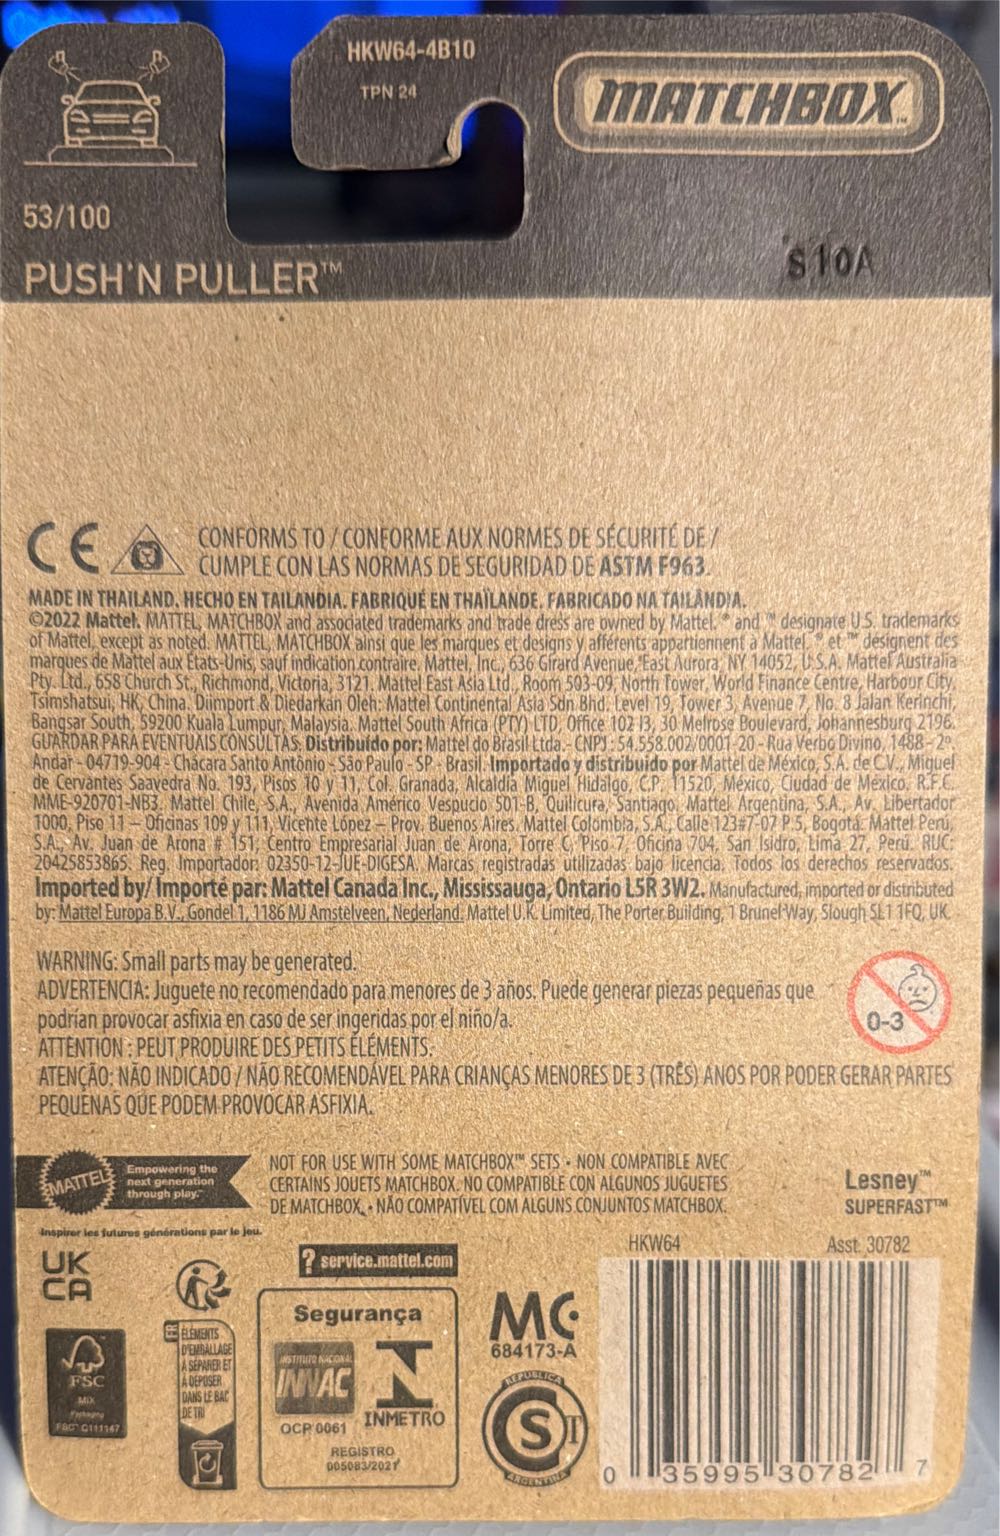 HKW64-4B10
TPN 24
MATCHBOX™
53/100
PUSH'N PULLER™
S10A
CE
CONFORMS TO / CONFORME AUX NORMES DE SÉCURITÉ DE /
CUMPLE CON LAS NORMAS DE SEGURIDAD DE ASTM F963.
MADE IN THAILAND. HECHO EN TAILANDIA. FABRIQUÉ EN THAÏLANDE. FABRICADO NA TAILÂNDIA.
©2022 Mattel. MATTEL, MATCHBOX and associated trademarks and trade dress are owned by Mattel. ® and ™ designate U.S. trademarks
of Mattel, except as noted. MATTEL, MATCHBOX ainsi que les marques et designs y afférents appartiennent à Mattel. ® et ™ désignent des
marques de Mattel aux États-Unis, sauf indication contraire. Mattel, Inc., 636 Girard Avenue, East Aurora, NY 14052, U.S.A. Mattel Australia
Pty. Ltd., 658 Church St., Richmond, Victoria, 3121. Mattel East Asia Ltd., Room 503-09, North Tower, World Finance Centre, Harbour City,
Tsimshatsui, HK, China. Diimport & Diedarkan Oleh: Mattel Continental Asia Sdn Bhd. Level 19, Tower 3, Avenue 7, No. 8 Jalan Kerinchi,
Bangsar South, 59200 Kuala Lumpur, Malaysia. Mattel South Africa (PTY) LTD, Office 102 I3, 30 Melrose Boulevard, Johannesburg 2196.
GUARDAR PARA EVENTUAIS CONSULTAS. Distribuído por: Mattel do Brasil Ltda.- CNPJ : 54.558.002/0001-20 - Rua Verbo Divino, 1488 - 2º.
Andar - 04719-904 - Chácara Santo Antônio - São Paulo - SP - Brasil. Importado y distribuido por Mattel de México, S.A. de C.V., Miguel
de Cervantes Saavedra No. 193, Pisos 10 y 11, Col. Granada, Alcaldía Miguel Hidalgo, C.P. 11520, México, Ciudad de México. R.F.C.
MME-920701-NB3. Mattel Chile, S.A., Avenida Américo Vespucio 501-B, Quilicura, Santiago. Mattel Argentina, S.A., Av. Libertador
1000, Piso 11 – Oficinas 109 y 111, Vicente López – Prov. Buenos Aires. Mattel Colombia, S.A., Calle 123#7-07 P.5, Bogotá. Mattel Perú,
S.A., Av. Juan de Arona # 151, Centro Empresarial Juan de Arona, Torre C, Piso 7, Oficina 704, San Isidro, Lima 27, Perú. RUC:
20425853865. Reg. Importador: 02350-12-JUE-DIGESA. Marcas registradas utilizadas bajo licencia. Todos los derechos reservados.
Imported by/ Importé par: Mattel Canada Inc., Mississauga, Ontario L5R 3W2. Manufactured, imported or distributed
by: Mattel Europa B.V., Gondel 1, 1186 MJ Amstelveen, Nederland. Mattel U.K. Limited, The Porter Building, 1 Brunel Way, Slough SL1 1FQ, UK.
WARNING: Small parts may be generated.
ADVERTENCIA: Juguete no recomendado para menores de 3 años. Puede generar piezas pequeñas que
podrían provocar asfixia en caso de ser ingeridas por el niño/a.
ATTENTION : PEUT PRODUIRE DES PETITS ÉLÉMENTS.
ATENÇÃO: NÃO INDICADO / NÃO RECOMENDÁVEL PARA CRIANÇAS MENORES DE 3 (TRÊS) ANOS POR PODER GERAR PARTES
PEQUENAS QUE PODEM PROVOCAR ASFIXIA.
0-3
MATTEL
Empowering the
next generation
through play.™
Inspirer les futures générations par le jeu.
NOT FOR USE WITH SOME MATCHBOX™ SETS • NON COMPATIBLE AVEC
CERTAINS JOUETS MATCHBOX. NO COMPATIBLE CON ALGUNOS JUGUETES
DE MATCHBOX. • NÃO COMPATÍVEL COM ALGUNS CONJUNTOS MATCHBOX.
Lesney™
SUPERFAST™
UK
CA
? service.mattel.com
HKW64
Asst. 30782
FSC
MIX
Packaging
FSC™ C111167
FR
ÉLÉMENTS
D'EMBALLAGE
À SÉPARER ET
À DÉPOSER
DANS LE BAC
DE TRI
Segurança
INSTITUTO NACIONAL
INNAC
OCP 0061
INMETRO
REGISTRO
005083/2021
MC
684173-A
REPUBLICA
S T
ARGENTINA
0 35995 30782 7